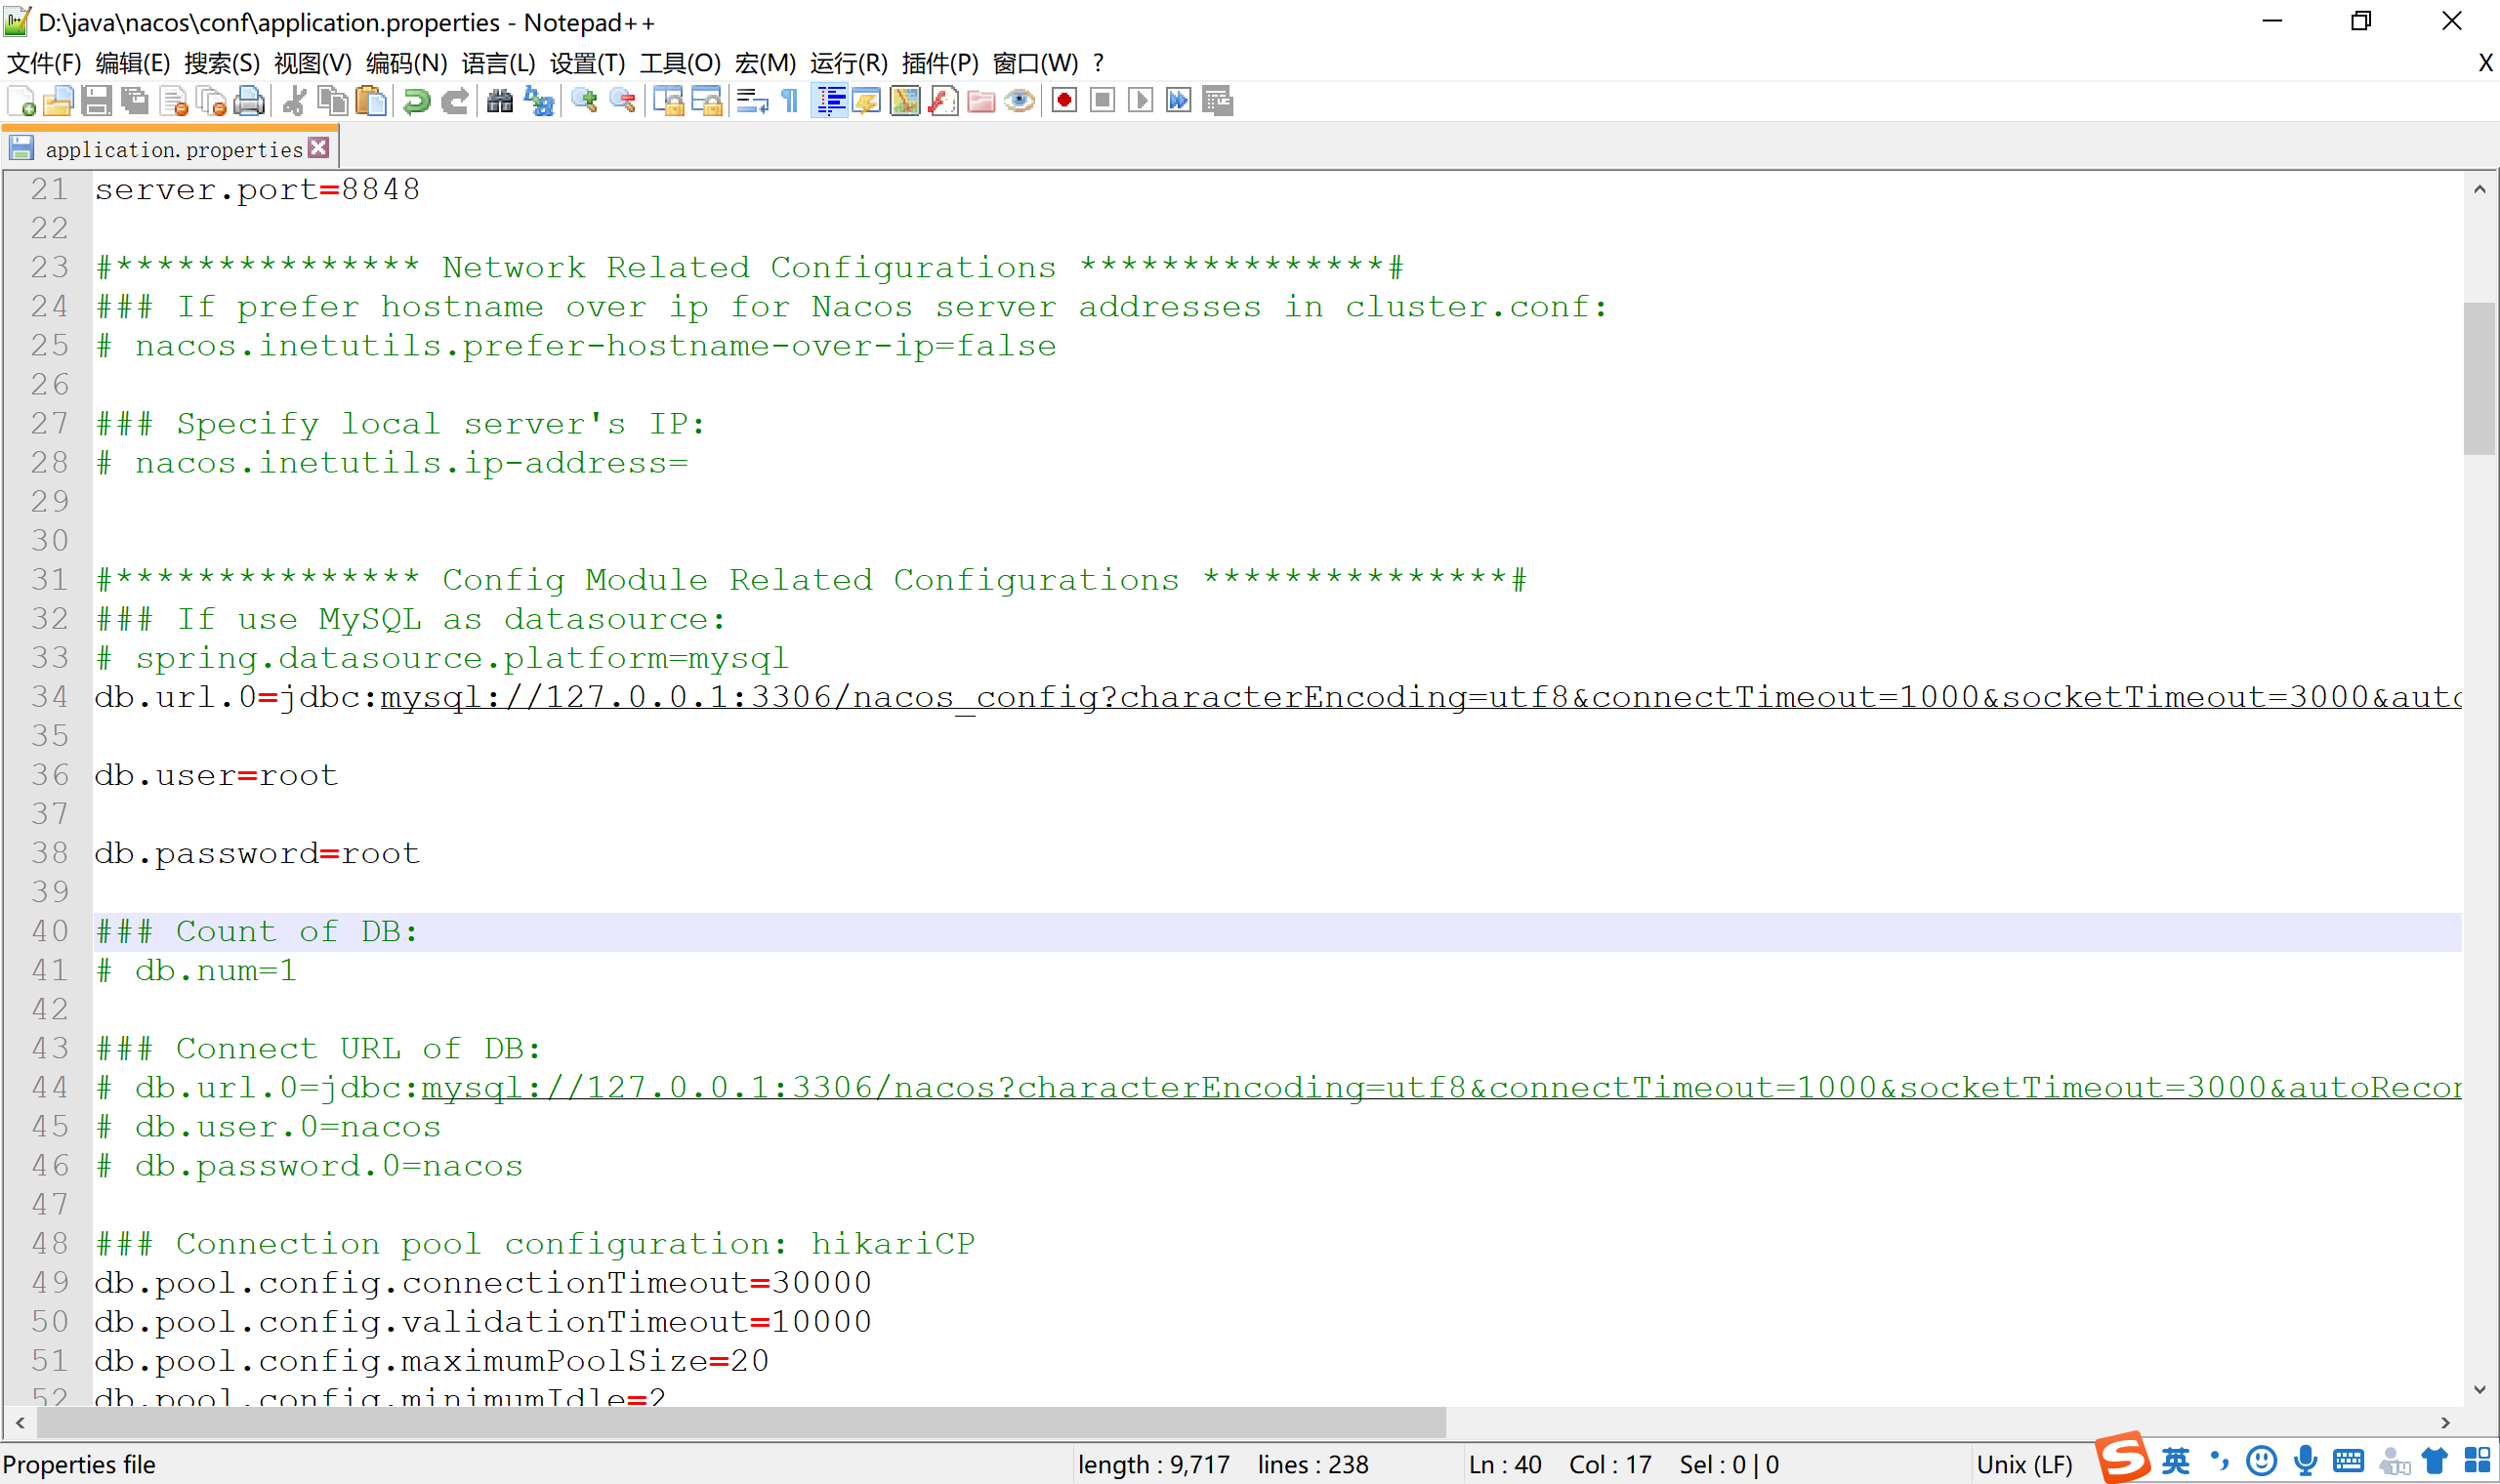 D:\java\nacos\conf\application.properties - Notepad++
文件(F) 编辑(E) 搜索(S) 视图(V) 编码(N) 语言(L) 设置(T) 工具(O) 宏(M) 运行(R) 插件(P) 窗口(W) ? X
application.properties
21 server.port=8848
22
23 #*************** Network Related Configurations ***************#
24 ### If prefer hostname over ip for Nacos server addresses in cluster.conf:
25 # nacos.inetutils.prefer-hostname-over-ip=false
26
27 ### Specify local server's IP:
28 # nacos.inetutils.ip-address=
29
30
31 #*************** Config Module Related Configurations ***************#
32 ### If use MySQL as datasource:
33 # spring.datasource.platform=mysql
34 db.url.0=jdbc:mysql://127.0.0.1:3306/nacos_config?characterEncoding=utf8&connectTimeout=1000&socketTimeout=3000&auto
35
36 db.user=root
37
38 db.password=root
39
40 ### Count of DB:
41 # db.num=1
42
43 ### Connect URL of DB:
44 # db.url.0=jdbc:mysql://127.0.0.1:3306/nacos?characterEncoding=utf8&connectTimeout=1000&socketTimeout=3000&autoRecon
45 # db.user.0=nacos
46 # db.password.0=nacos
47
48 ### Connection pool configuration: hikariCP
49 db.pool.config.connectionTimeout=30000
50 db.pool.config.validationTimeout=10000
51 db.pool.config.maximumPoolSize=20
52 db.pool.config.minimumIdle=2
Properties file length : 9,717 lines : 238 Ln : 40 Col : 17 Sel : 0 | 0 Unix (LF) 英